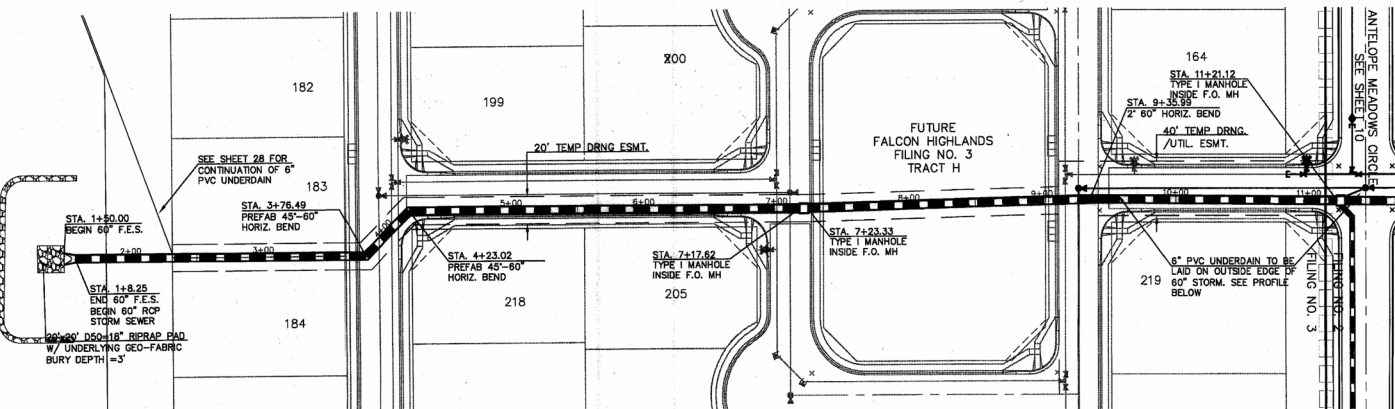 182
199
200
164
ANTELOPE MEADOWS CIRCLE
SEE SHEET 10
STA. 11+21.12
TYPE I MANHOLE
INSIDE F.O. MH
STA. 9+35.99
2° 60" HORIZ. BEND
40' TEMP DRNG.
/UTIL. ESMT.
FUTURE
FALCON HIGHLANDS
FILING NO. 3
TRACT H
20' TEMP DRNG ESMT.
SEE SHEET 28 FOR
CONTINUATION OF 6"
PVC UNDERDAIN
183
STA. 3+76.49
PREFAB 45°-60"
HORIZ. BEND
STA. 1+50.00
BEGIN 60" F.E.S.
2+00
3+00
5+00
6+00
7+00
8+00
9+00
10+00
11+00
STA. 4+23.02
PREFAB 45°-60"
HORIZ. BEND
STA. 7+17.62
TYPE I MANHOLE
INSIDE F.O. MH
STA. 7+23.33
TYPE I MANHOLE
INSIDE F.O. MH
6" PVC UNDERDAIN TO BE
LAID ON OUTSIDE EDGE OF
60" STORM. SEE PROFILE
BELOW
FILING NO. 3
FILING NO. 2
STA. 1+8.25
END 60" F.E.S.
BEGIN 60" RCP
STORM SEWER
184
218
205
219
20'x20' D50=18" RIPRAP PAD
W/ UNDERLYING GEO-FABRIC
BURY DEPTH =3'